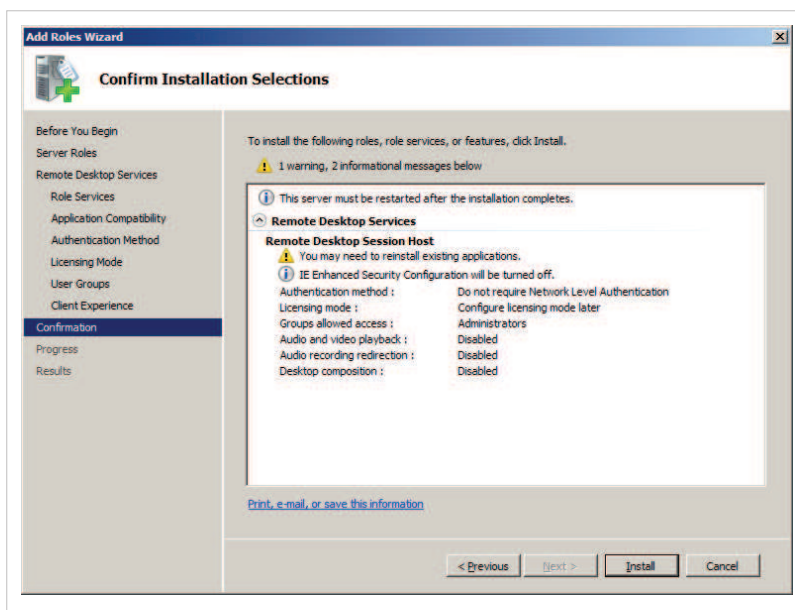 Add Roles Wizard
Confirm Installation Selections
Before You Begin
Server Roles
Remote Desktop Services
Role Services
Application Compatibility
Authentication Method
Licensing Mode
User Groups
Client Experience
Confirmation
Progress
Results
To install the following roles, role services, or features, click Install.
1 warning, 2 informational messages below
This server must be restarted after the installation completes.
Remote Desktop Services
Remote Desktop Session Host
You may need to reinstall existing applications.
IE Enhanced Security Configuration will be turned off.
Authentication method : Do not require Network Level Authentication
Licensing mode : Configure licensing mode later
Groups allowed access : Administrators
Audio and video playback : Disabled
Audio recording redirection : Disabled
Desktop composition : Disabled
Print, e-mail, or save this information
< Previous Next > Install Cancel